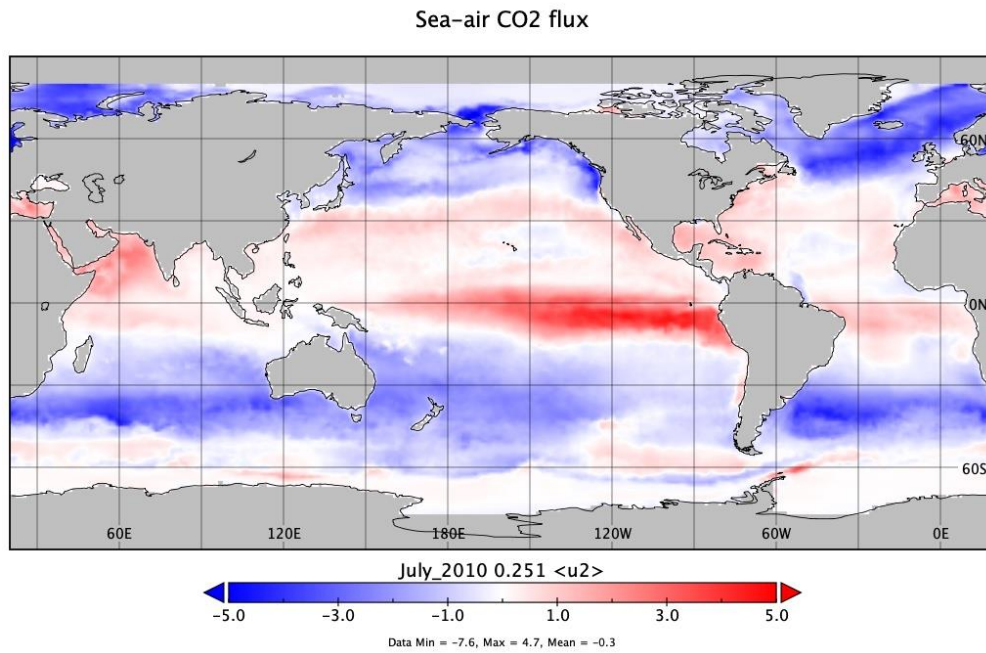 Sea-air CO2 flux
60N
0N
60S
60E 120E 180E 120W 60W 0E
July_2010 0.251 <u2>
-5.0 -3.0 -1.0 1.0 3.0 5.0
Data Min = -7.6, Max = 4.7, Mean = -0.3